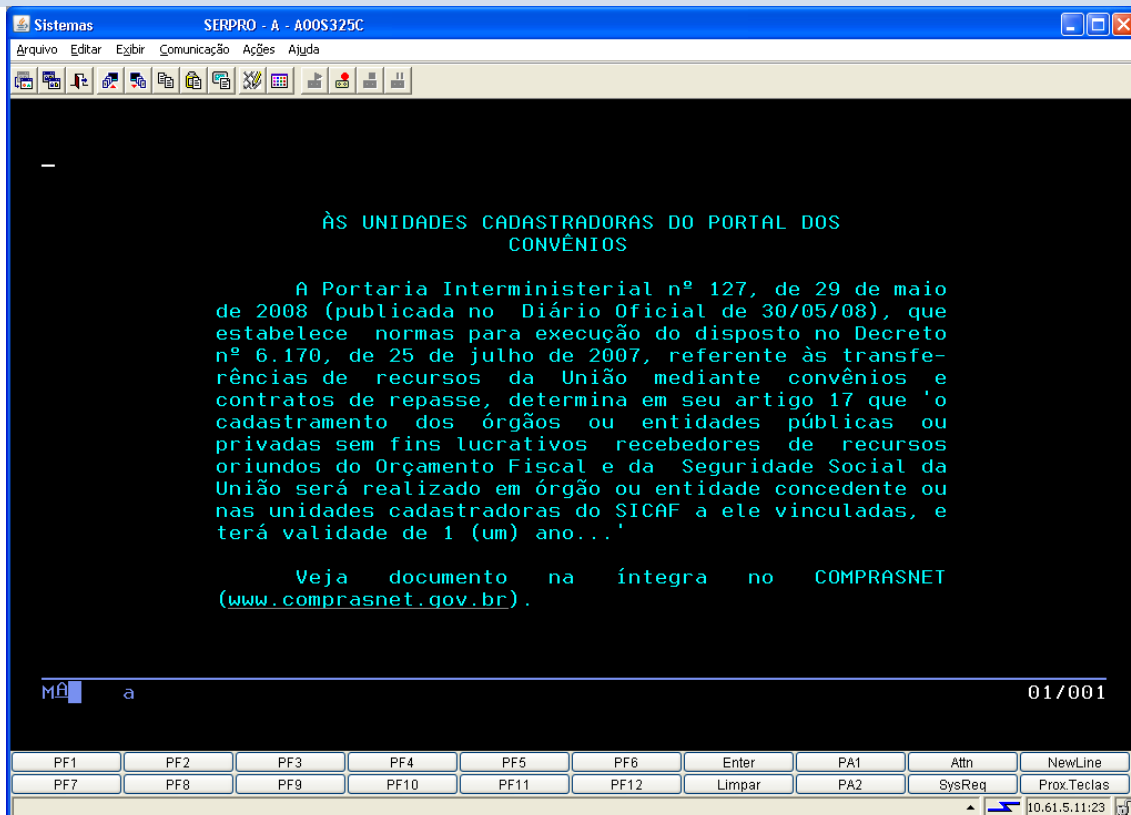 Sistemas SERPRO - A - A00S325C
Arquivo Editar Exibir Comunicação Ações Ajuda
ÀS UNIDADES CADASTRADORAS DO PORTAL DOS
CONVÊNIOS
A Portaria Interministerial nº 127, de 29 de maio
de 2008 (publicada no Diário Oficial de 30/05/08), que
estabelece normas para execução do disposto no Decreto
nº 6.170, de 25 de julho de 2007, referente às transfe-
rências de recursos da União mediante convênios e
contratos de repasse, determina em seu artigo 17 que 'o
cadastramento dos órgãos ou entidades públicas ou
privadas sem fins lucrativos recebedores de recursos
oriundos do Orçamento Fiscal e da Seguridade Social da
União será realizado em órgão ou entidade concedente ou
nas unidades cadastradoras do SICAF a ele vinculadas, e
terá validade de 1 (um) ano...'
Veja documento na íntegra no COMPRASNET
(www.comprasnet.gov.br).
MA a 01/001
PF1 PF2 PF3 PF4 PF5 PF6 Enter PA1 Attn NewLine
PF7 PF8 PF9 PF10 PF11 PF12 Limpar PA2 SysReq Prox.Teclas
10.61.5.11:23